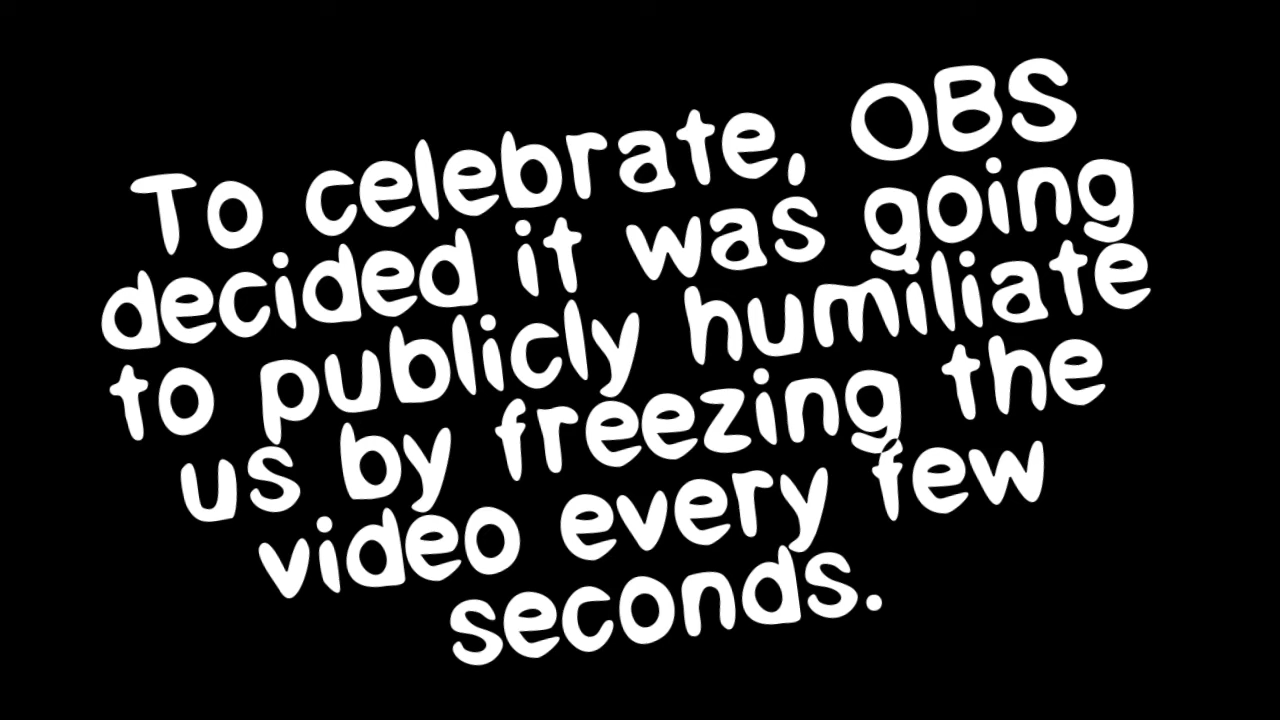 To celebrate, OBS
decided it was going
to publicly humiliate
us by freezing the
video every few
seconds.